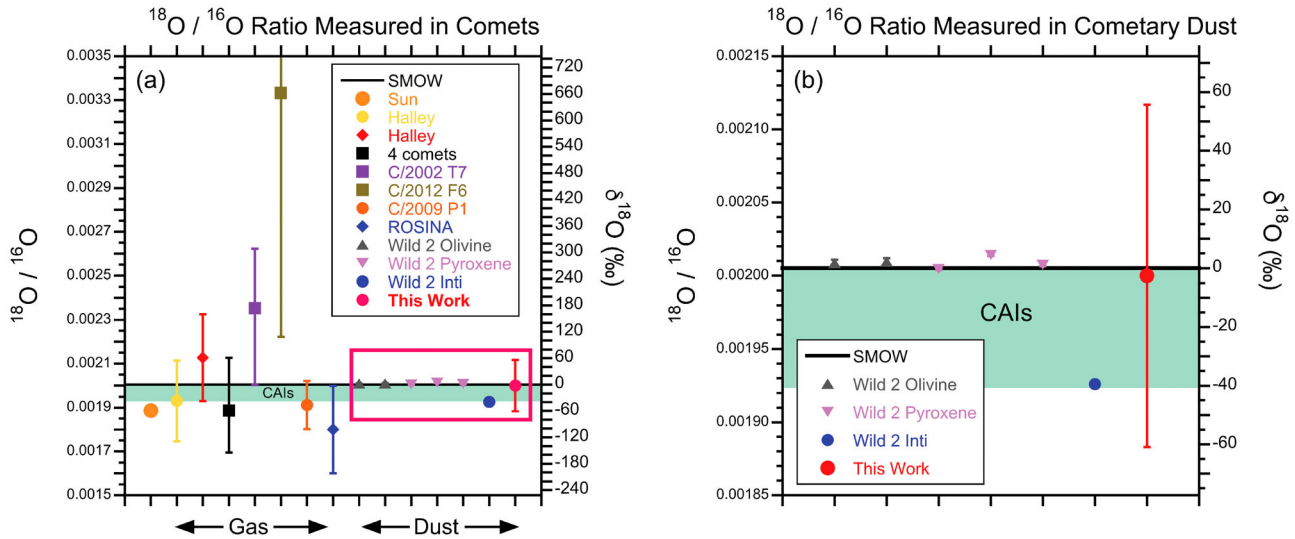 ¹⁸O / ¹⁶O Ratio Measured in Comets
(a)
0.0035
0.0033
0.0031
0.0029
0.0027
0.0025
0.0023
0.0021
0.0019
0.0017
0.0015
¹⁸O / ¹⁶O
SMOW
Sun
Halley
Halley
4 comets
C/2002 T7
C/2012 F6
C/2009 P1
ROSINA
Wild 2 Olivine
Wild 2 Pyroxene
Wild 2 Inti
This Work
CAIs
720
660
600
540
480
420
360
300
240
180
120
60
0
-60
-100
-160
-240
δ¹⁸O (‰)
Gas
Dust
¹⁸O / ¹⁶O Ratio Measured in Cometary Dust
(b)
0.00215
0.00210
0.00205
0.00200
0.00195
0.00190
0.00185
¹⁸O / ¹⁶O
CAIs
SMOW
Wild 2 Olivine
Wild 2 Pyroxene
Wild 2 Inti
This Work
60
40
20
0
-20
-40
-60
δ¹⁸O (‰)